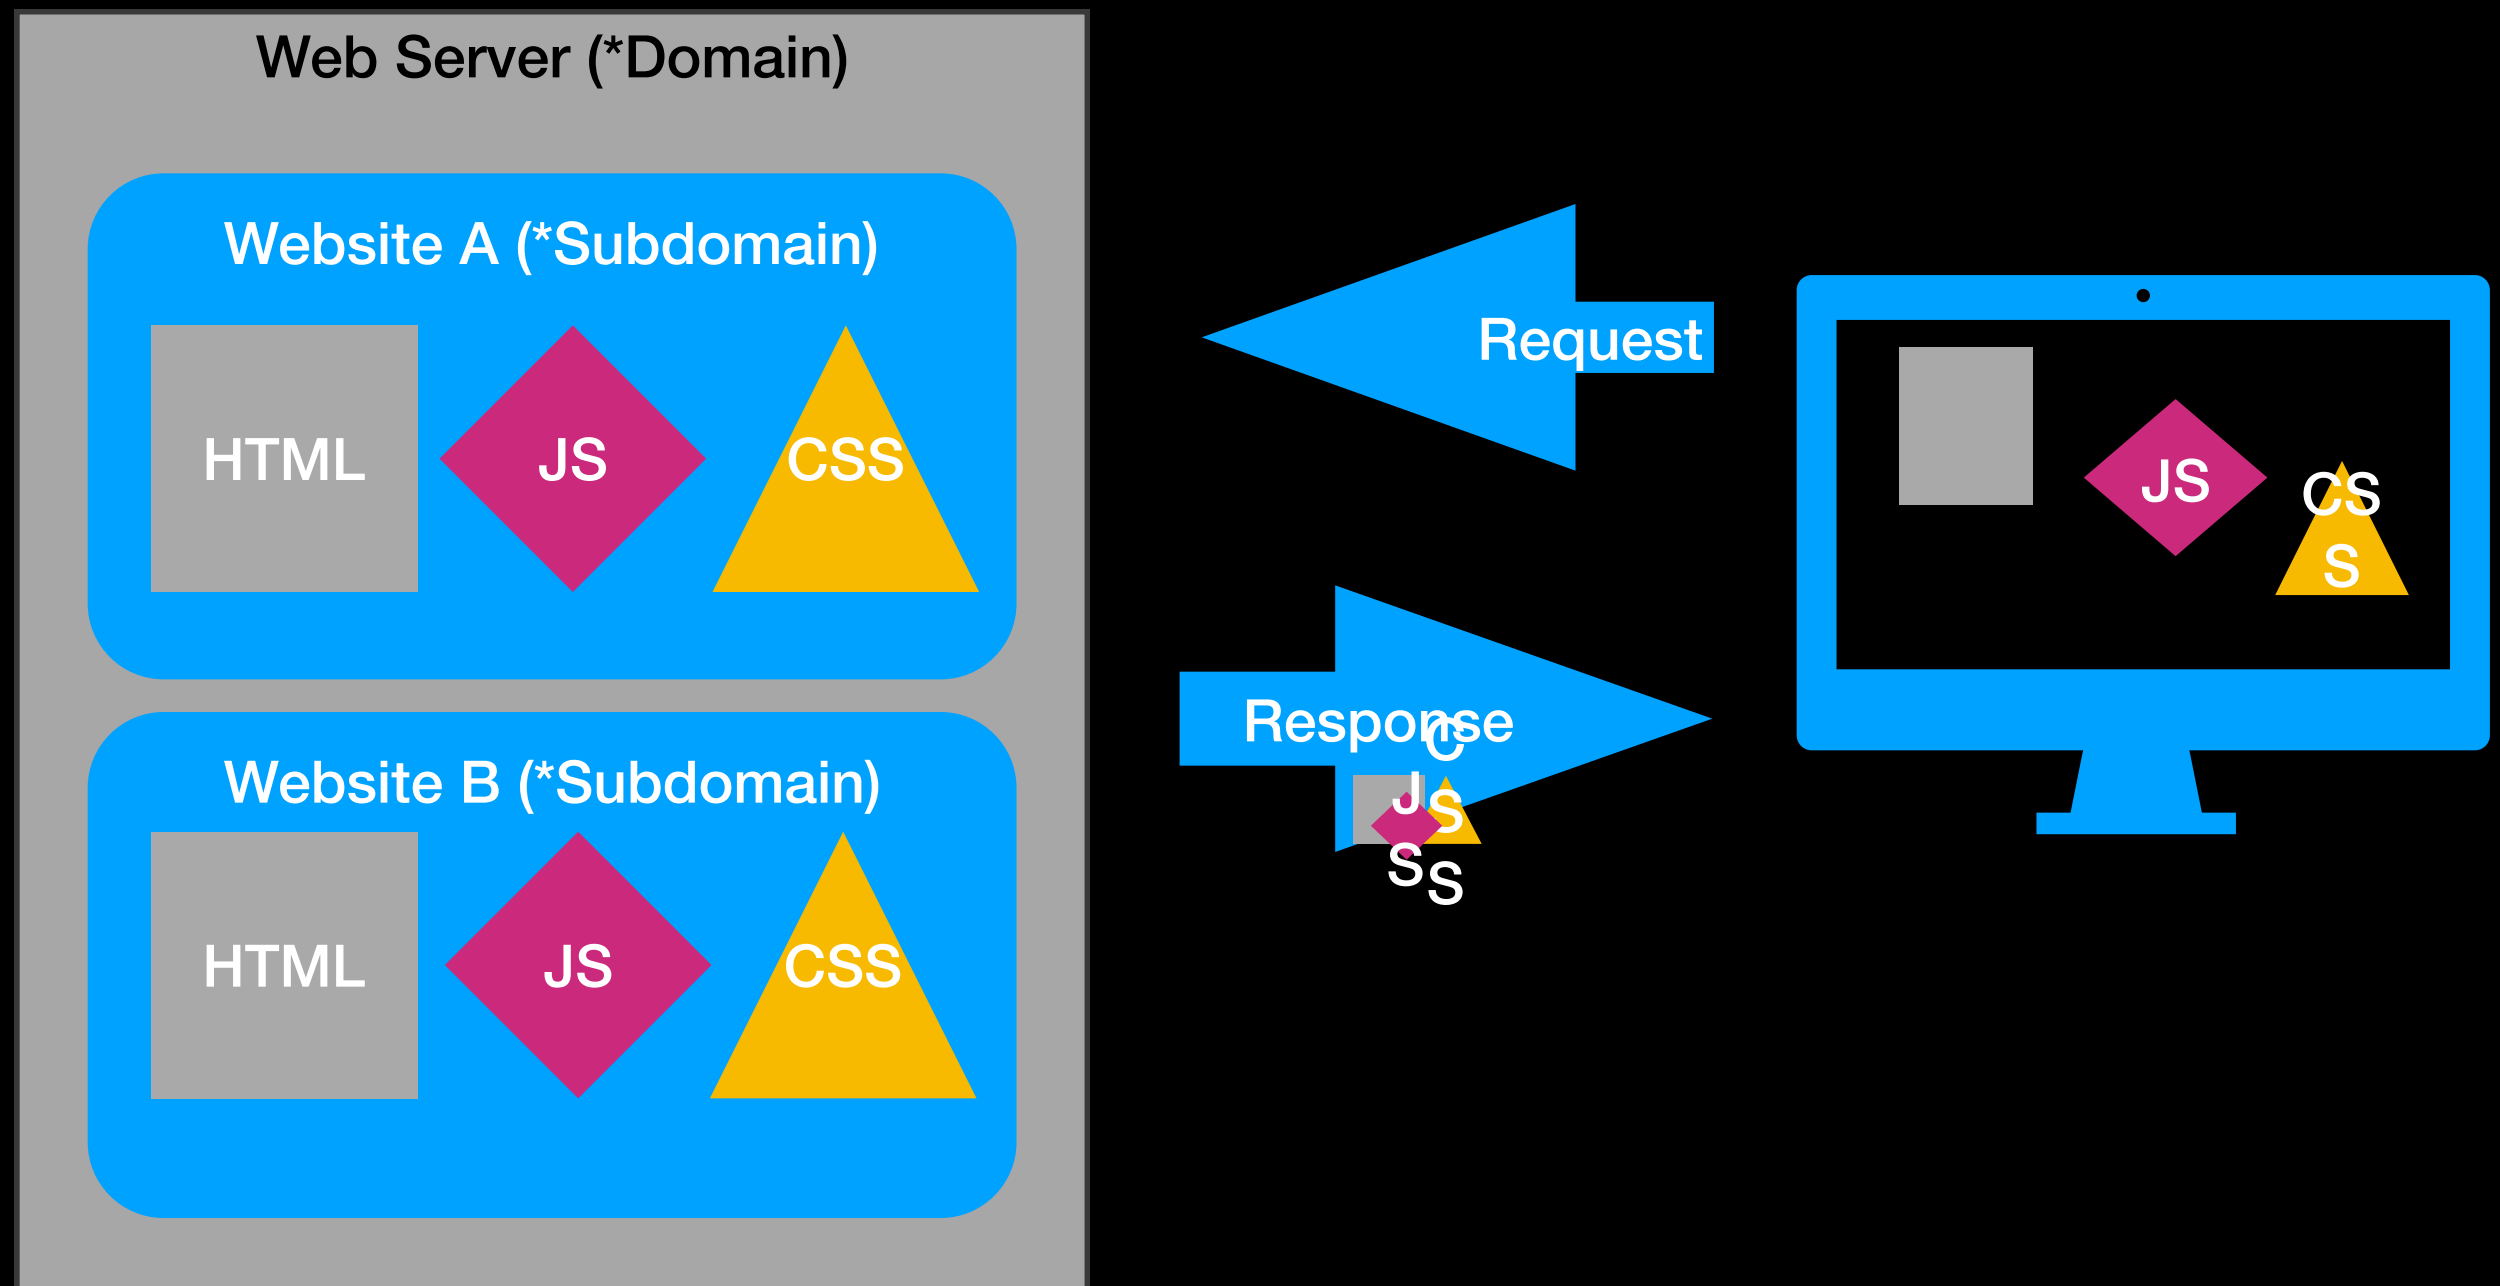 Web Server (*Domain)
Website A (*Subdomain)
HTML
JS
CSS
Website B (*Subdomain)
HTML
JS
CSS
Request
Response
J
S
C
S
S
JS
CS
S